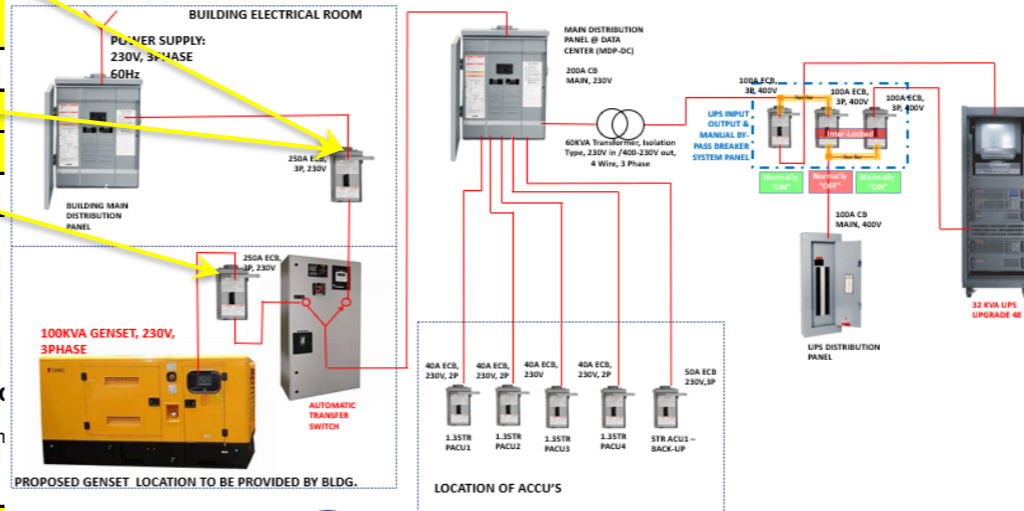 BUILDING ELECTRICAL ROOM
POWER SUPPLY:
230V, 3PHASE
60Hz
250A ECB,
3P, 230V
BUILDING MAIN
DISTRIBUTION
PANEL
250A ECB,
3P, 230V
100KVA GENSET, 230V,
3PHASE
AUTOMATIC
TRANSFER
SWITCH
PROPOSED GENSET LOCATION TO BE PROVIDED BY BLDG.
MAIN DISTRIBUTION
PANEL @ DATA
CENTER (MDP-DC)
200A CB
MAIN, 230V
60KVA Transformer, Isolation
Type, 230V in /400-230V out,
4 Wire, 3 Phase
UPS INPUT
OUTPUT &
MANUAL BY-
PASS BREAKER
SYSTEM PANEL
100A ECB,
3P, 400V
100A ECB,
3P, 400V
100A ECB,
3P, 400V
Bus Bar
Inter-Locked
Bus Bar
Normally
"ON"
Normally
"OFF"
Normally
"ON"
100A CB
MAIN, 400V
UPS DISTRIBUTION
PANEL
32 KVA UPS
UPGRADE 48
40A ECB,
230V, 2P
40A ECB,
230V, 2P
40A ECB,
230V
40A ECB,
230V, 2P
50A ECB
230V,3P
1.35TR
PACU1
1.35TR
PACU2
1.35TR
PACU3
1.35TR
PACU4
5TR ACU1 –
BACK-UP
LOCATION OF ACCU'S